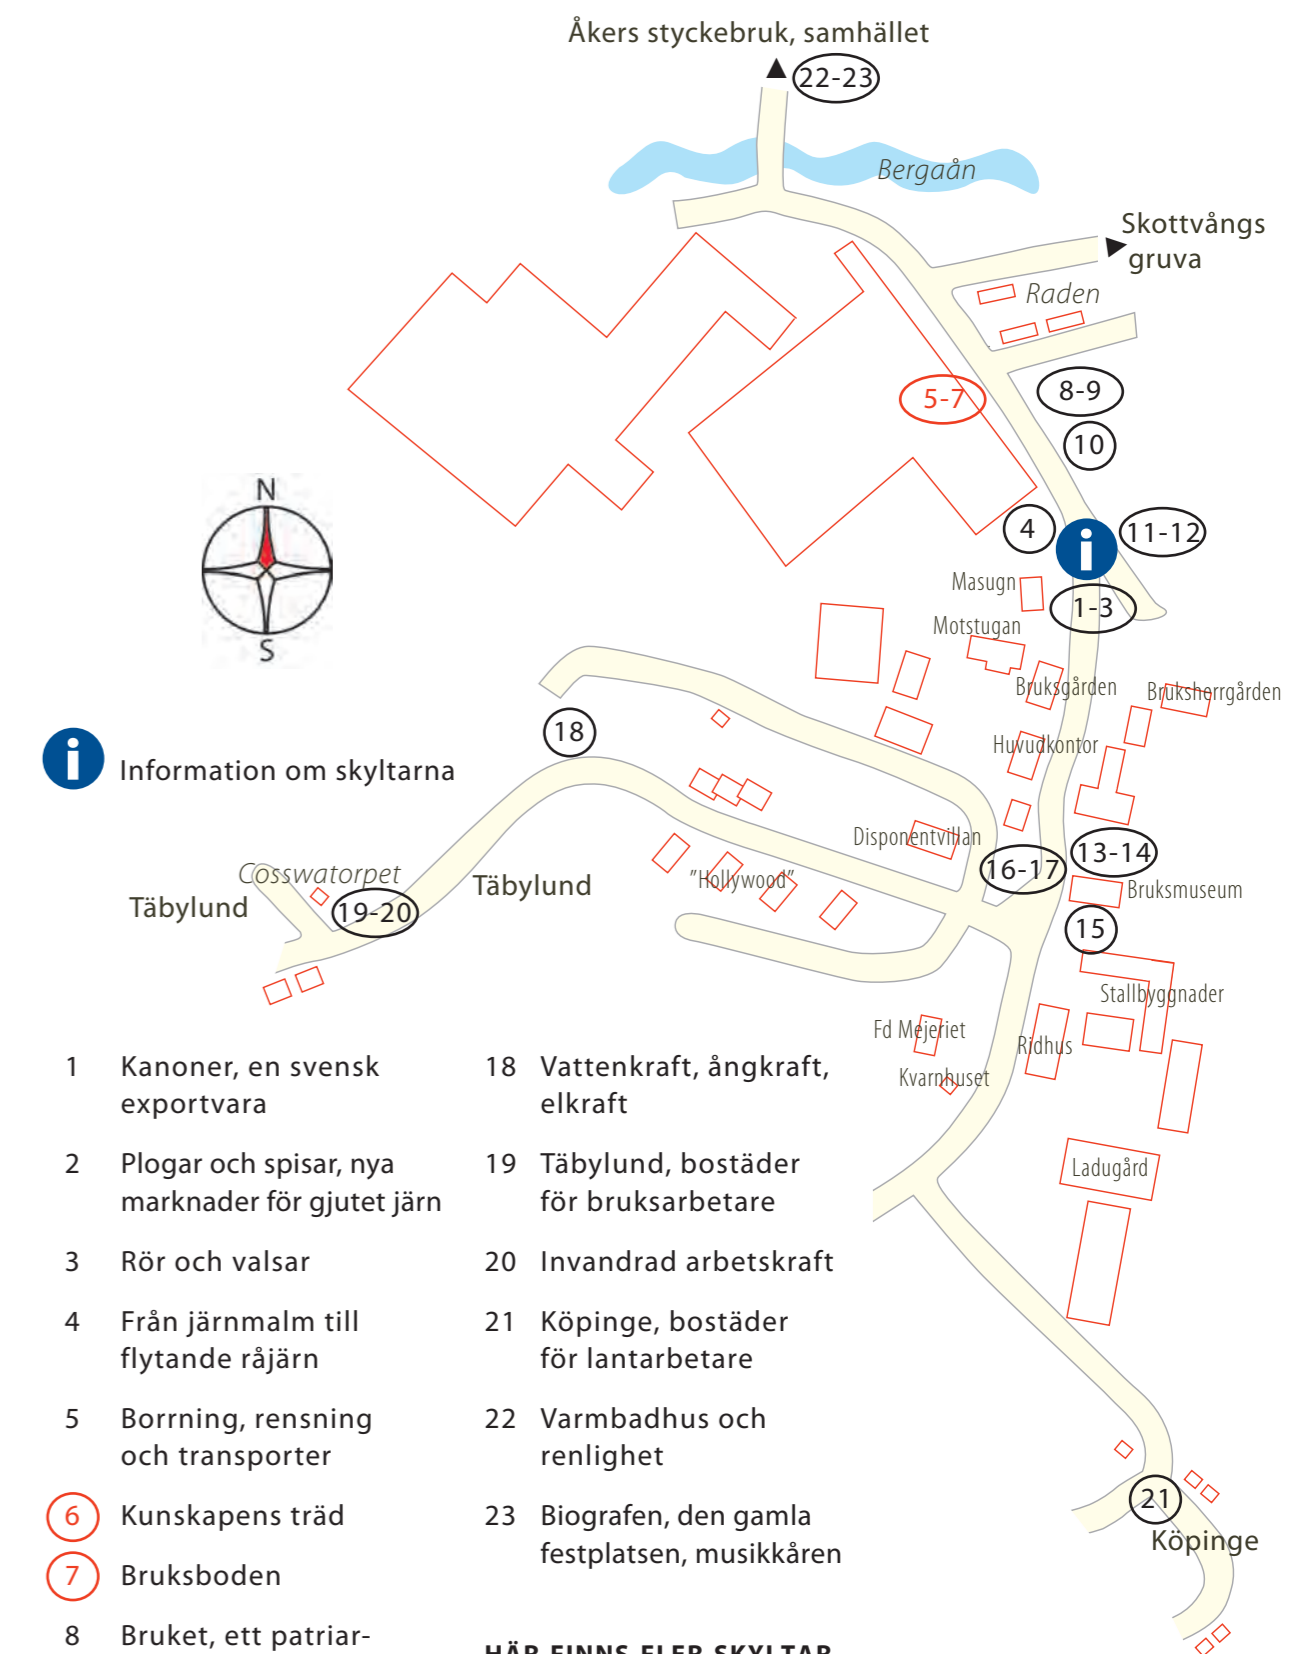 Åkers styckebruk, samhället
22-23
Bergaån
Skottvångs
gruva
Raden
5-7
8-9
10
4
i
11-12
Masugn
1-3
Motstugan
Bruksgården
Bruksherrgården
N
S
18
Huvudkontor
i
Information om skyltarna
Disponentvillan
13-14
16-17
Cosswatorpet
Täbylund
"Hollywood"
Bruksmuseum
Täbylund
19-20
15
Stallbyggnader
Fd Mejeriet
Ridhus
Kvarnhuset
Ladugård
21
Köpinge
1 Kanoner, en svensk
exportvara
2 Plogar och spisar, nya
marknader för gjutet järn
3 Rör och valsar
4 Från järnmalm till
flytande råjärn
5 Borrning, rensning
och transporter
6 Kunskapens träd
7 Bruksboden
8 Bruket, ett patriar-
18 Vattenkraft, ångkraft,
elkraft
19 Täbylund, bostäder
för bruksarbetare
20 Invandrad arbetskraft
21 Köpinge, bostäder
för lantarbetare
22 Varmbadhus och
renlighet
23 Biografen, den gamla
festplatsen, musikkåren
HÄR FINNS FLER SKYLTAR